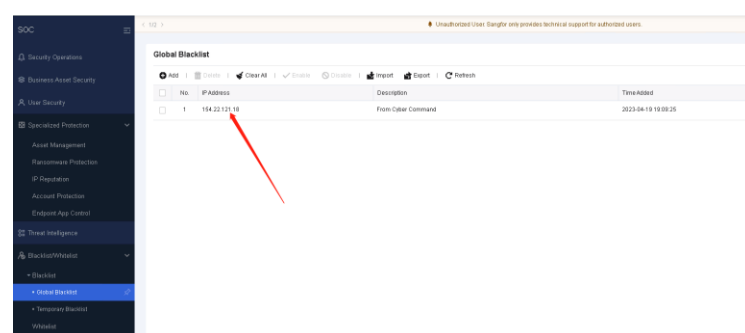 SOC
1/2
Unauthorized User. Sangfor only provides technical support for authorized users.
Security Operations
Business Asset Security
User Security
Specialized Protection
Asset Management
Ransomware Protection
IP Reputation
Account Protection
Endpoint App Control
Threat Intelligence
Blacklist/Whitelist
Blacklist
Global Blacklist
Temporary Blacklist
Whitelist
Global Blacklist
Add Delete Clear All Enable Disable Import Export Refresh
No. IP Address Description Time Added
1 154.22.121.16 From Cyber Command 2023-04-19 19:09:25